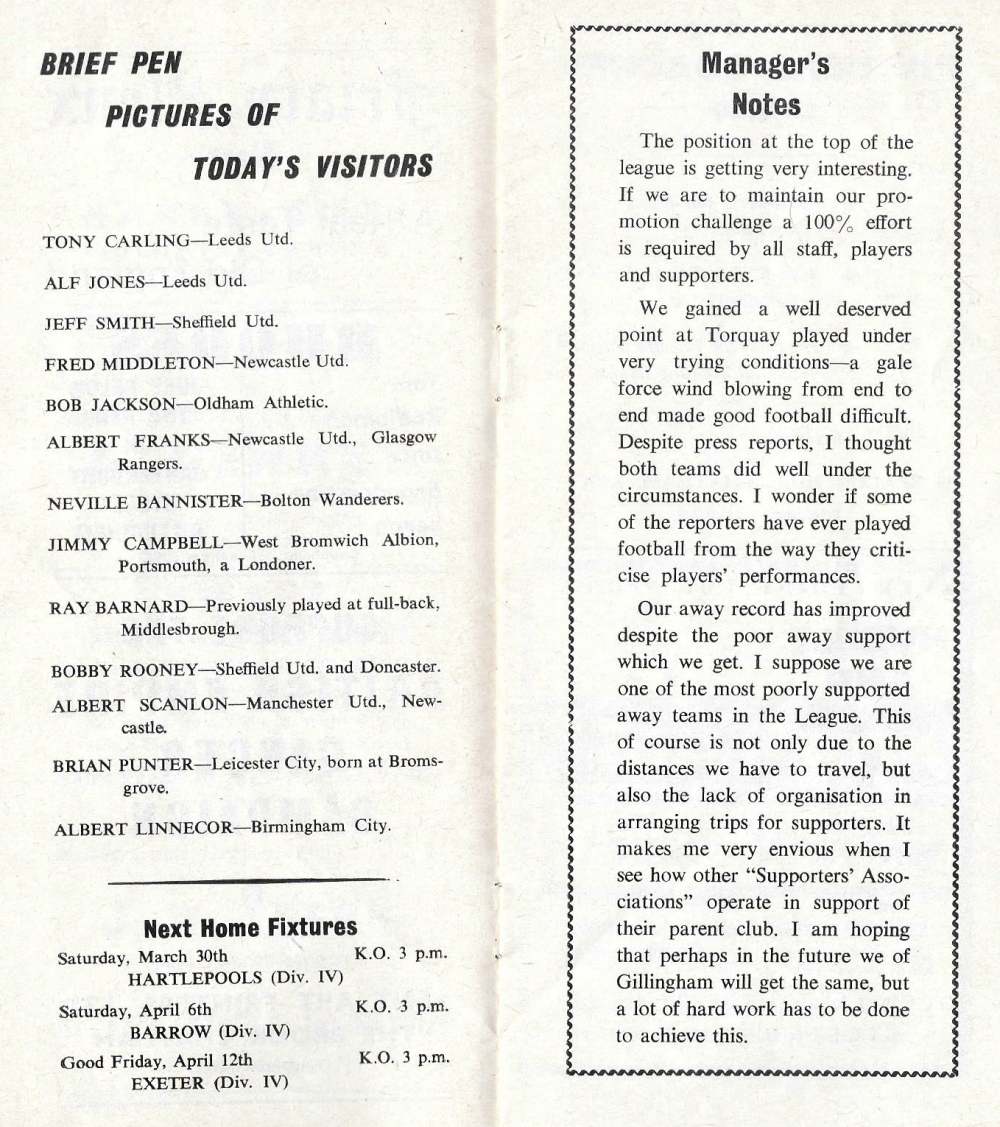 BRIEF PEN
PICTURES OF
TODAY'S VISITORS
TONY CARLING—Leeds Utd.
ALF JONES—Leeds Utd.
JEFF SMITH—Sheffield Utd.
FRED MIDDLETON—Newcastle Utd.
BOB JACKSON—Oldham Athletic.
ALBERT FRANKS—Newcastle Utd., Glasgow
Rangers.
NEVILLE BANNISTER—Bolton Wanderers.
JIMMY CAMPBELL—West Bromwich Albion,
Portsmouth, a Londoner.
RAY BARNARD—Previously played at full-back,
Middlesbrough.
BOBBY ROONEY—Sheffield Utd. and Doncaster.
ALBERT SCANLON—Manchester Utd., New-
castle.
BRIAN PUNTER—Leicester City, born at Broms-
grove.
ALBERT LINNECOR—Birmingham City.
Next Home Fixtures
Saturday, March 30th K.O. 3 p.m.
HARTLEPOOLS (Div. IV)
Saturday, April 6th K.O. 3 p.m.
BARROW (Div. IV)
Good Friday, April 12th K.O. 3 p.m.
EXETER (Div. IV)
Manager's
Notes
The position at the top of the
league is getting very interesting.
If we are to maintain our pro-
motion challenge a 100% effort
is required by all staff, players
and supporters.
We gained a well deserved
point at Torquay played under
very trying conditions—a gale
force wind blowing from end to
end made good football difficult.
Despite press reports, I thought
both teams did well under the
circumstances. I wonder if some
of the reporters have ever played
football from the way they criti-
cise players' performances.
Our away record has improved
despite the poor away support
which we get. I suppose we are
one of the most poorly supported
away teams in the League. This
of course is not only due to the
distances we have to travel, but
also the lack of organisation in
arranging trips for supporters. It
makes me very envious when I
see how other "Supporters' Asso-
ciations" operate in support of
their parent club. I am hoping
that perhaps in the future we of
Gillingham will get the same, but
a lot of hard work has to be done
to achieve this.